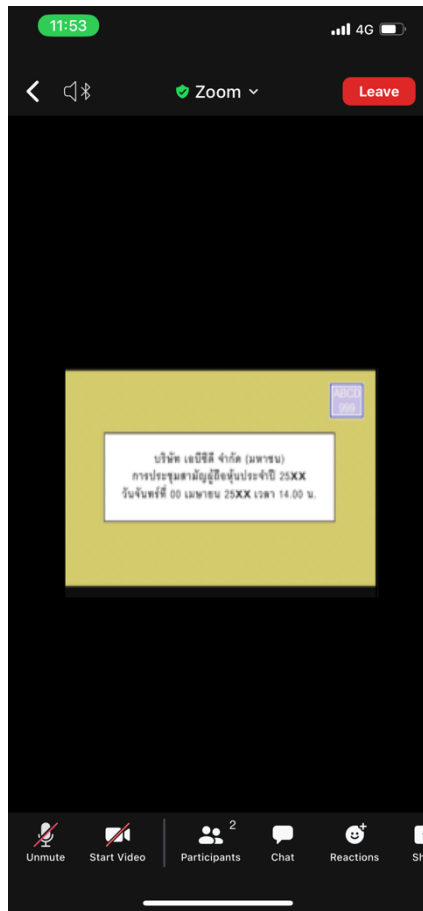 11:53
4G
Zoom
Leave
ABCD
999
บริษัท เอบีซีดี จำกัด (มหาชน)
การประชุมสามัญผู้ถือหุ้นประจำปี 25XX
วันจันทร์ที่ 00 เมษายน 25XX เวลา 14.00 น.
2
Unmute
Start Video
Participants
Chat
Reactions
Sh